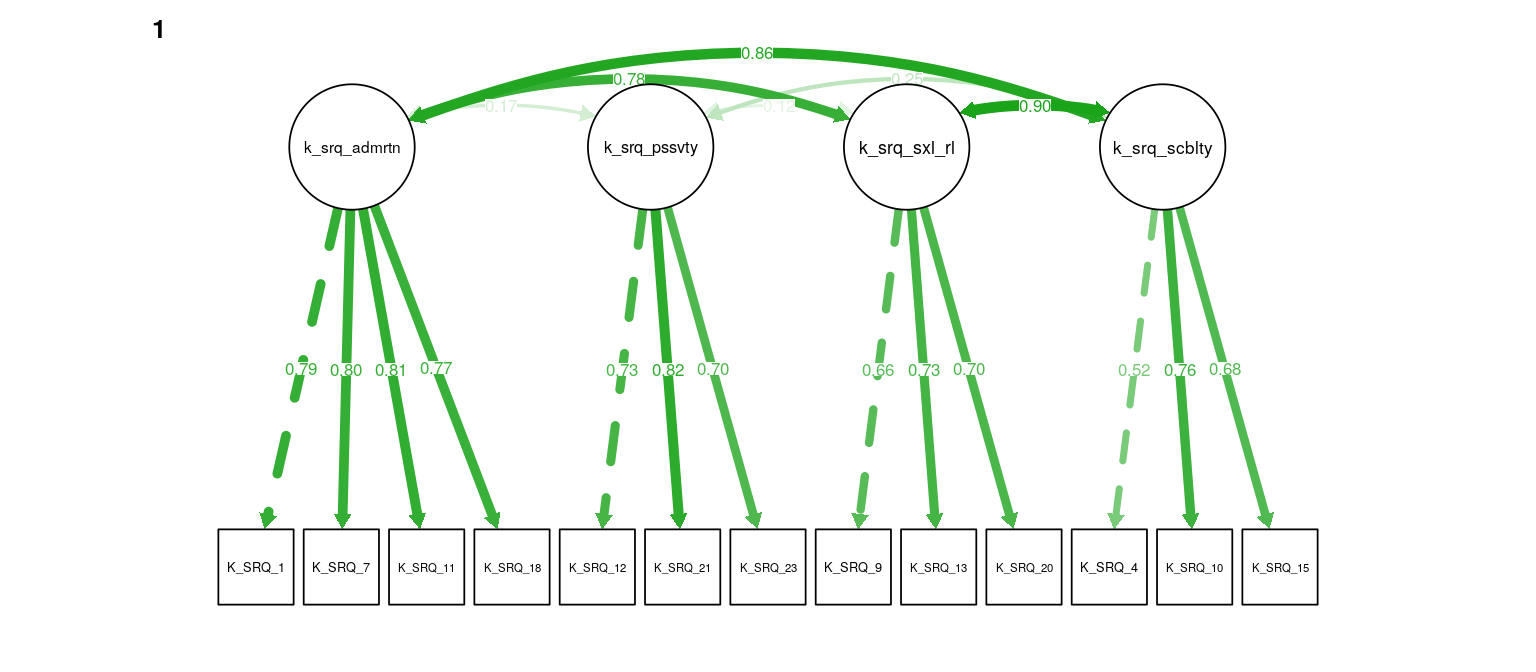 1
0.86
0.78
0.25
0.17
0.12
0.90
k_srq_admrtn
k_srq_pssvty
k_srq_sxl_rl
k_srq_scblty
0.79 0.80 0.81 0.77 0.73 0.82 0.70 0.66 0.73 0.70 0.52 0.76 0.68
K_SRQ_1 K_SRQ_7 K_SRQ_11 K_SRQ_18 K_SRQ_12 K_SRQ_21 K_SRQ_23 K_SRQ_9 K_SRQ_13 K_SRQ_20 K_SRQ_4 K_SRQ_10 K_SRQ_15